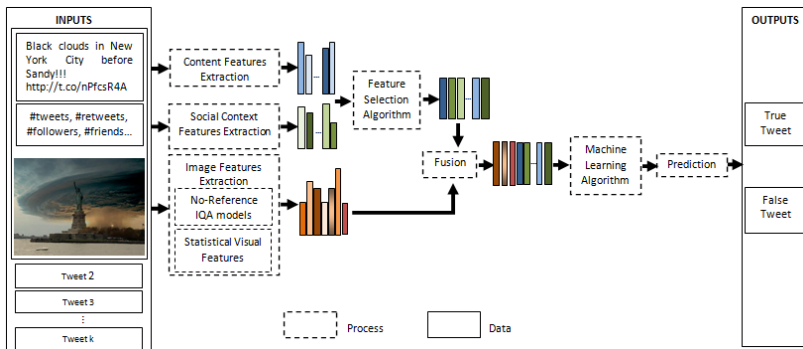 INPUTS
Black clouds in New
York City before
Sandy!!!
http://t.co/nPfcsR4A
#tweets, #retweets,
#followers, #friends...
Tweet 2
Tweet 3
⋮
Tweet k
Content Features
Extraction
Social Context
Features Extraction
Image Features
Extraction
No-Reference
IQA models
Statistical Visual
Features
...
...
Feature
Selection
Algorithm
...
Fusion
...
Machine
Learning
Algorithm
Prediction
OUTPUTS
True
Tweet
False
Tweet
Process
Data